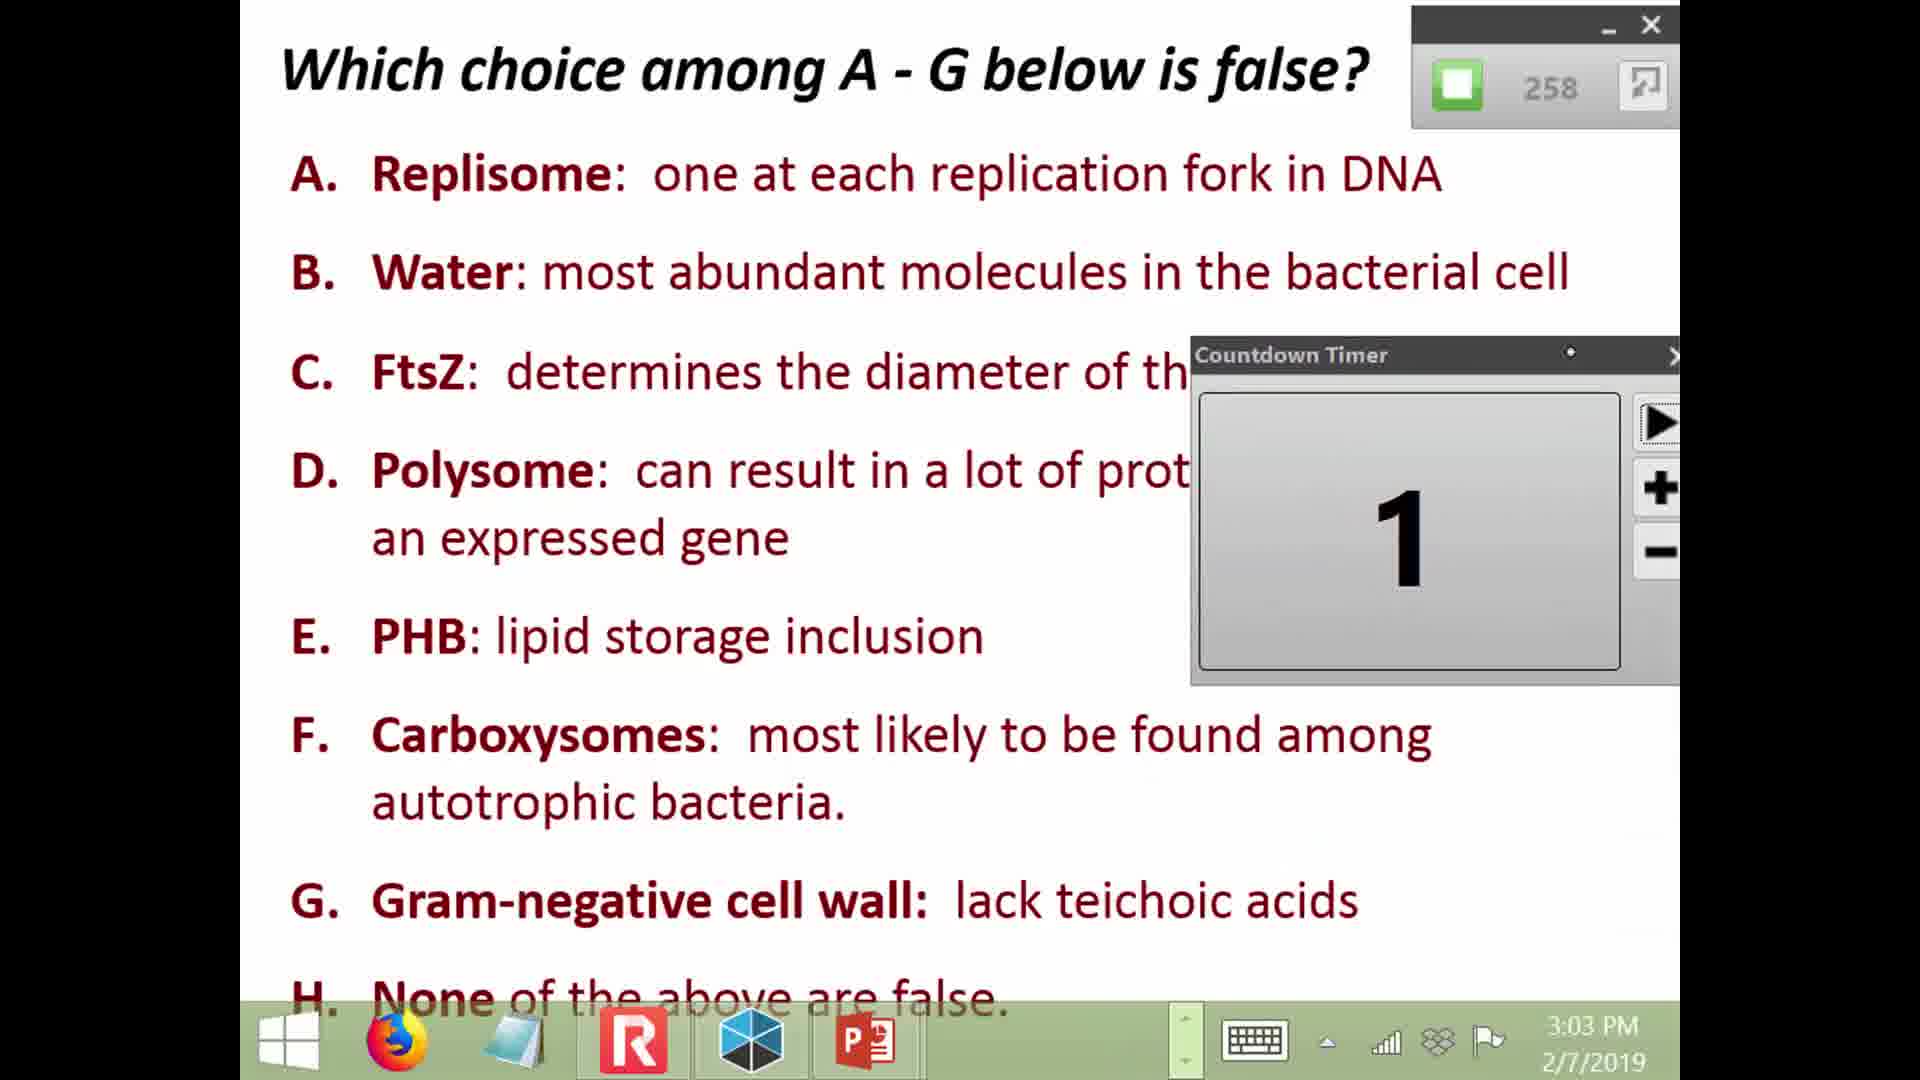 Which choice among A - G below is false?
258
A. Replisome: one at each replication fork in DNA
B. Water: most abundant molecules in the bacterial cell
Countdown Timer
C. FtsZ: determines the diameter of th
D. Polysome: can result in a lot of prot
an expressed gene
1
E. PHB: lipid storage inclusion
F. Carboxysomes: most likely to be found among
autotrophic bacteria.
G. Gram-negative cell wall: lack teichoic acids
H. None of the above are false.
3:03 PM
2/7/2019